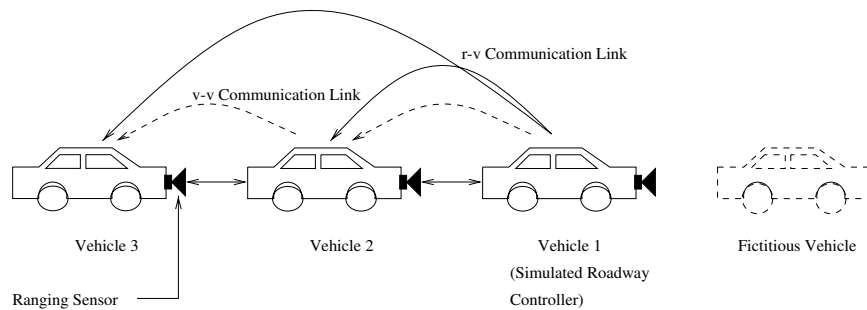 r-v Communication Link
v-v Communication Link
Vehicle 3
Vehicle 2
Vehicle 1
(Simulated Roadway
Controller)
Fictitious Vehicle
Ranging Sensor